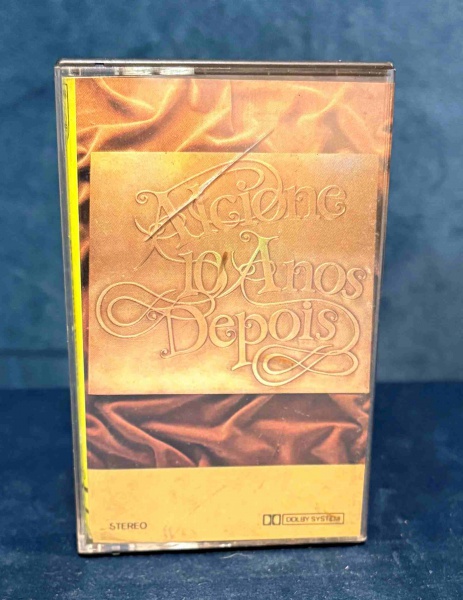 Alcione
10 Anos
Depois
STEREO
DOLBY SYSTEM